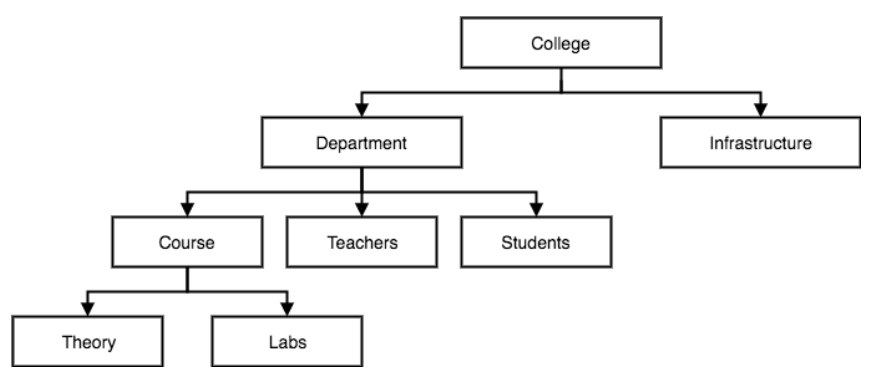 College
Department
Infrastructure
Course
Teachers
Students
Theory
Labs